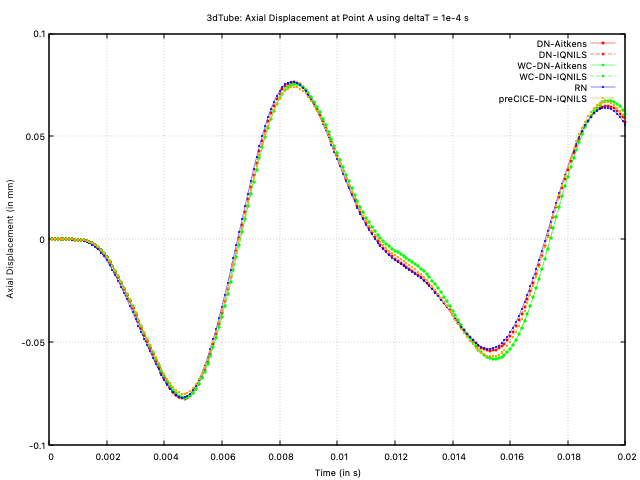 3dTube: Axial Displacement at Point A using deltaT = 1e-4 s
0.1
DN-Aitkens
DN-IQNILS
WC-DN-Aitkens
WC-DN-IQNILS
RN
preCICE-DN-IQNILS
0.05
0
-0.05
-0.1
Axial Displacement (in mm)
0 0.002 0.004 0.006 0.008 0.01 0.012 0.014 0.016 0.018 0.02
Time (in s)